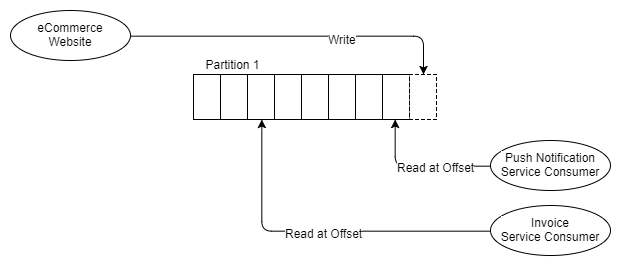 eCommerce
Website
Write
Partition 1
Read at Offset
Push Notification
Service Consumer
Read at Offset
Invoice
Service Consumer